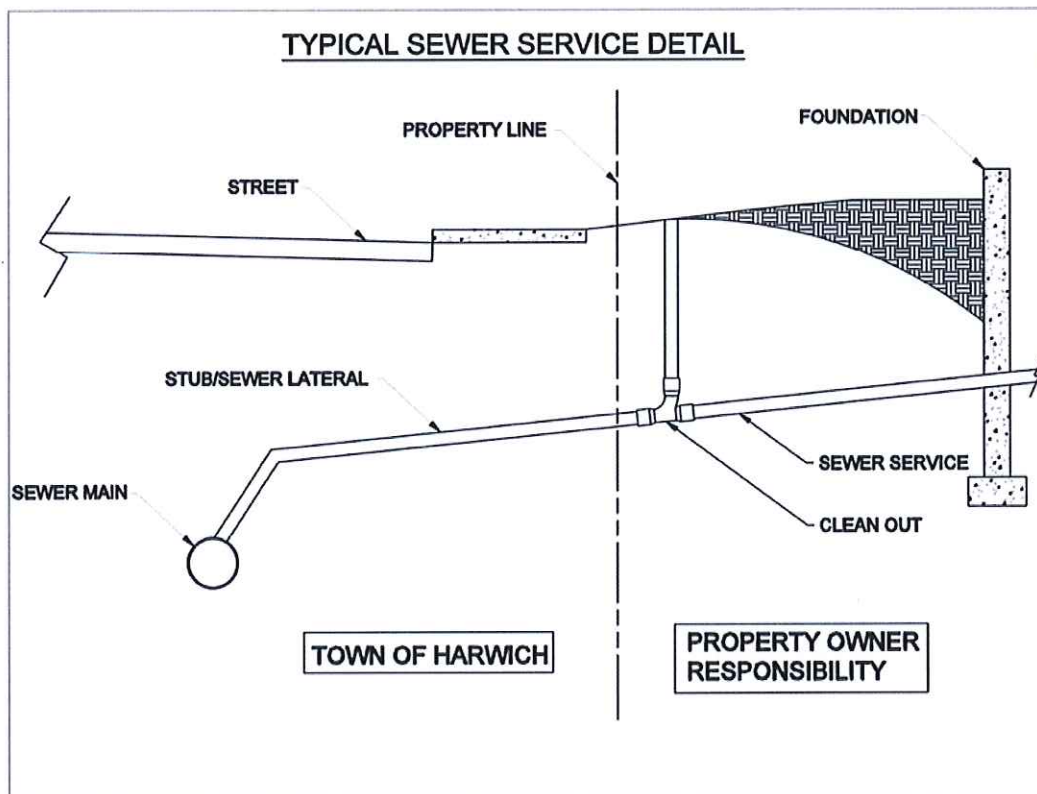 TYPICAL SEWER SERVICE DETAIL
PROPERTY LINE
FOUNDATION
STREET
STUB/SEWER LATERAL
SEWER SERVICE
SEWER MAIN
CLEAN OUT
TOWN OF HARWICH
PROPERTY OWNER
RESPONSIBILITY